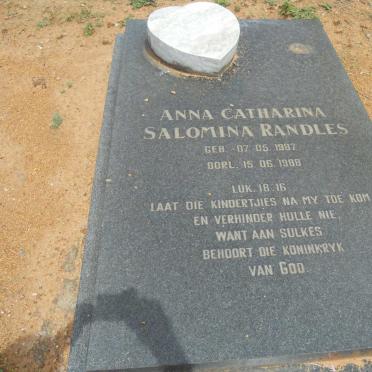 ANNA CATHARINA
SALOMINA RANDLES
GEB. 07.05.1987
OORL. 15.06.1988
LUK. 18.16
LAAT DIE KINDERTJIES NA MY TOE KOM
EN VERHINDER HULLE NIE,
WANT AAN SULKES
BEHOORT DIE KONINKRYK
VAN GOD.